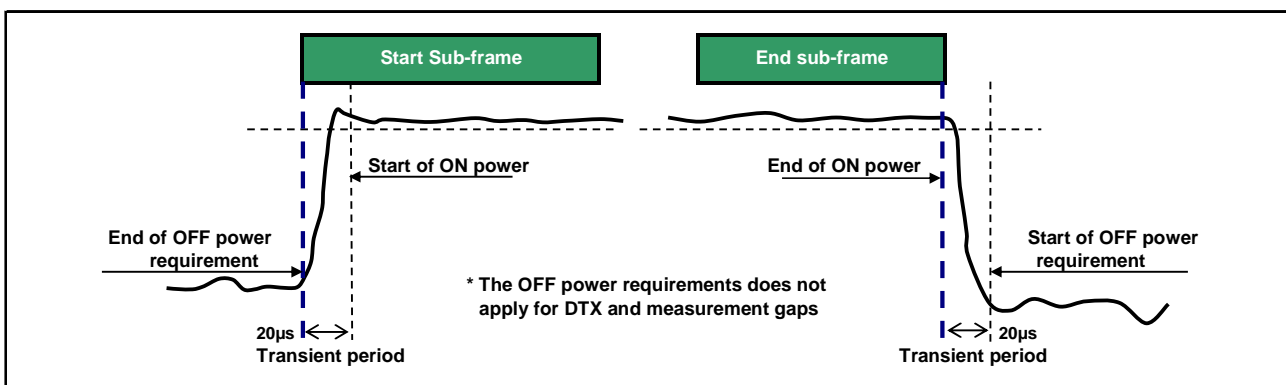 Start Sub-frame
End sub-frame
Start of ON power
End of ON power
End of OFF power
requirement
Start of OFF power
requirement
* The OFF power requirements does not
apply for DTX and measurement gaps
20µs
Transient period
20µs
Transient period